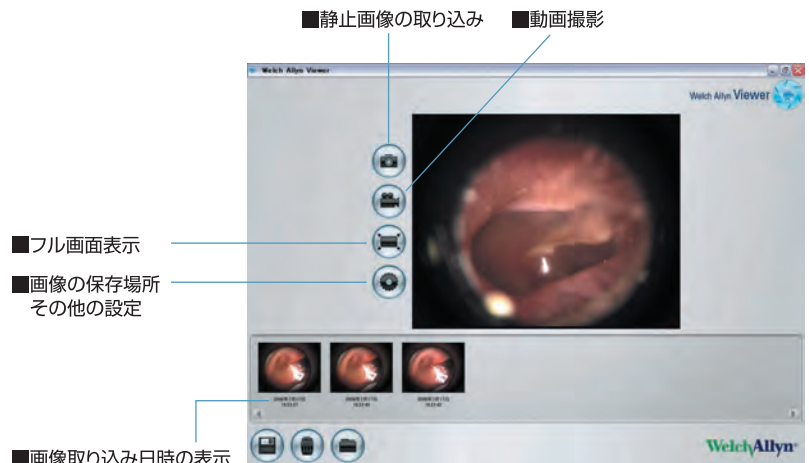 ■静止画像の取り込み
■動画撮影
Welch Allyn Viewer
Welch Allyn Viewer
■フル画面表示
■画像の保存場所
その他の設定
■画像取り込み日時の表示
WelchAllyn